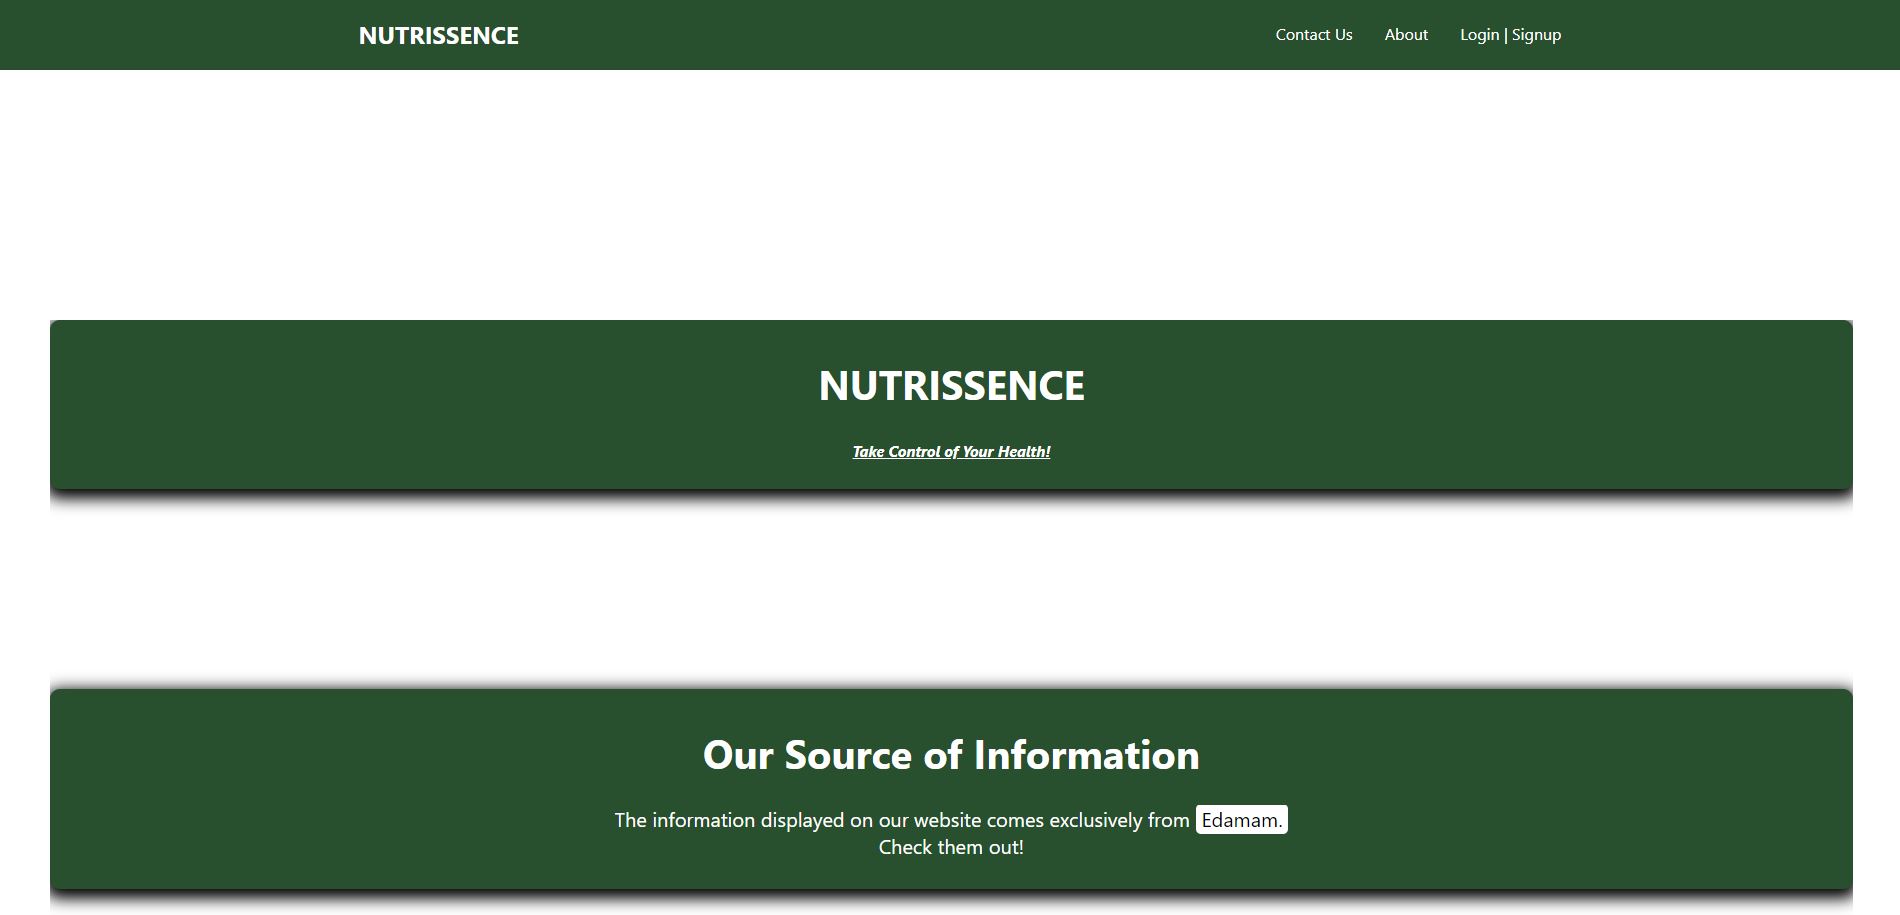 NUTRISSENCE
Contact Us About Login | Signup
NUTRISSENCE
Take Control of Your Health!
Our Source of Information
The information displayed on our website comes exclusively from Edamam.
Check them out!